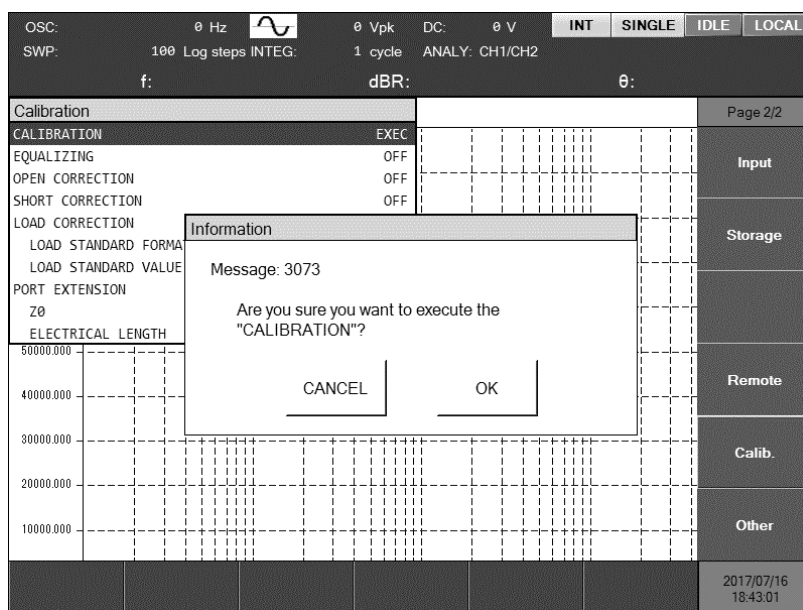 OSC: 0 Hz 0 Vpk DC: 0 V INT SINGLE IDLE LOCAL
SWP: 100 Log steps INTEG: 1 cycle ANALY: CH1/CH2
f: dBR: θ:
Calibration
Page 2/2
CALIBRATION EXEC
EQUALIZING OFF
OPEN CORRECTION OFF
SHORT CORRECTION OFF
LOAD CORRECTION
LOAD STANDARD FORMA
LOAD STANDARD VALUE
PORT EXTENSION
Z0
ELECTRICAL LENGTH
Information
Message: 3073
Are you sure you want to execute the
"CALIBRATION"?
CANCEL OK
50000.000
40000.000
30000.000
20000.000
10000.000
Input
Storage
Remote
Calib.
Other
2017/07/16
18:43:01